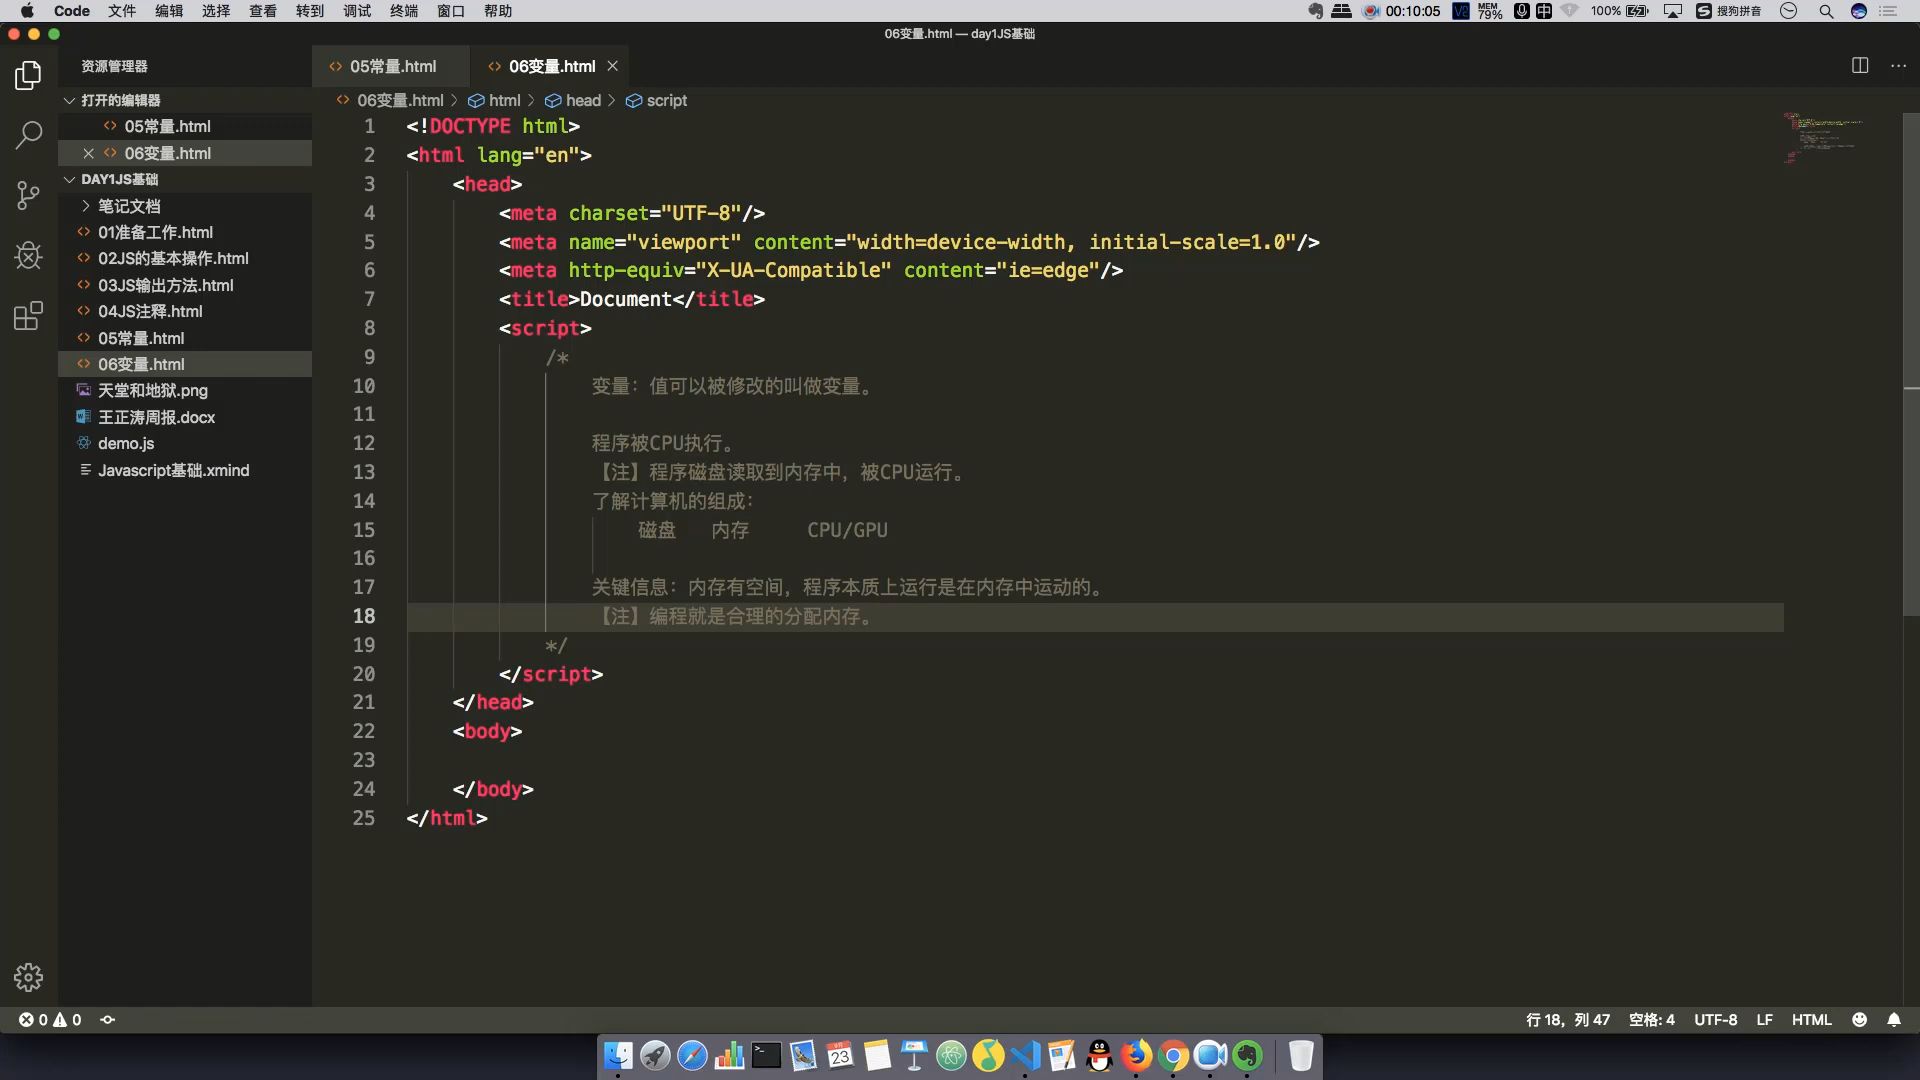 Code 文件 编辑 选择 查看 转到 调试 终端 窗口 帮助 00:10:05 MEM 79% 中 100% 搜狗拼音
06变量.html — day1JS基础
资源管理器
05常量.html 06变量.html
06变量.html > html > head > script
打开的编辑器
05常量.html
06变量.html
DAY1JS基础
笔记文档
01准备工作.html
02JS的基本操作.html
03JS输出方法.html
04JS注释.html
05常量.html
06变量.html
天堂和地狱.png
王正涛周报.docx
demo.js
Javascript基础.xmind
1 <!DOCTYPE html>
2 <html lang="en">
3 <head>
4 <meta charset="UTF-8"/>
5 <meta name="viewport" content="width=device-width, initial-scale=1.0"/>
6 <meta http-equiv="X-UA-Compatible" content="ie=edge"/>
7 <title>Document</title>
8 <script>
9 /*
10 变量：值可以被修改的叫做变量。
11
12 程序被CPU执行。
13 【注】程序磁盘读取到内存中，被CPU运行。
14 了解计算机的组成：
15 磁盘 内存 CPU/GPU
16
17 关键信息：内存有空间，程序本质上运行是在内存中运动的。
18 【注】编程就是合理的分配内存。
19 */
20 </script>
21 </head>
22 <body>
23
24 </body>
25 </html>
0 0 行 18，列 47 空格: 4 UTF-8 LF HTML
23